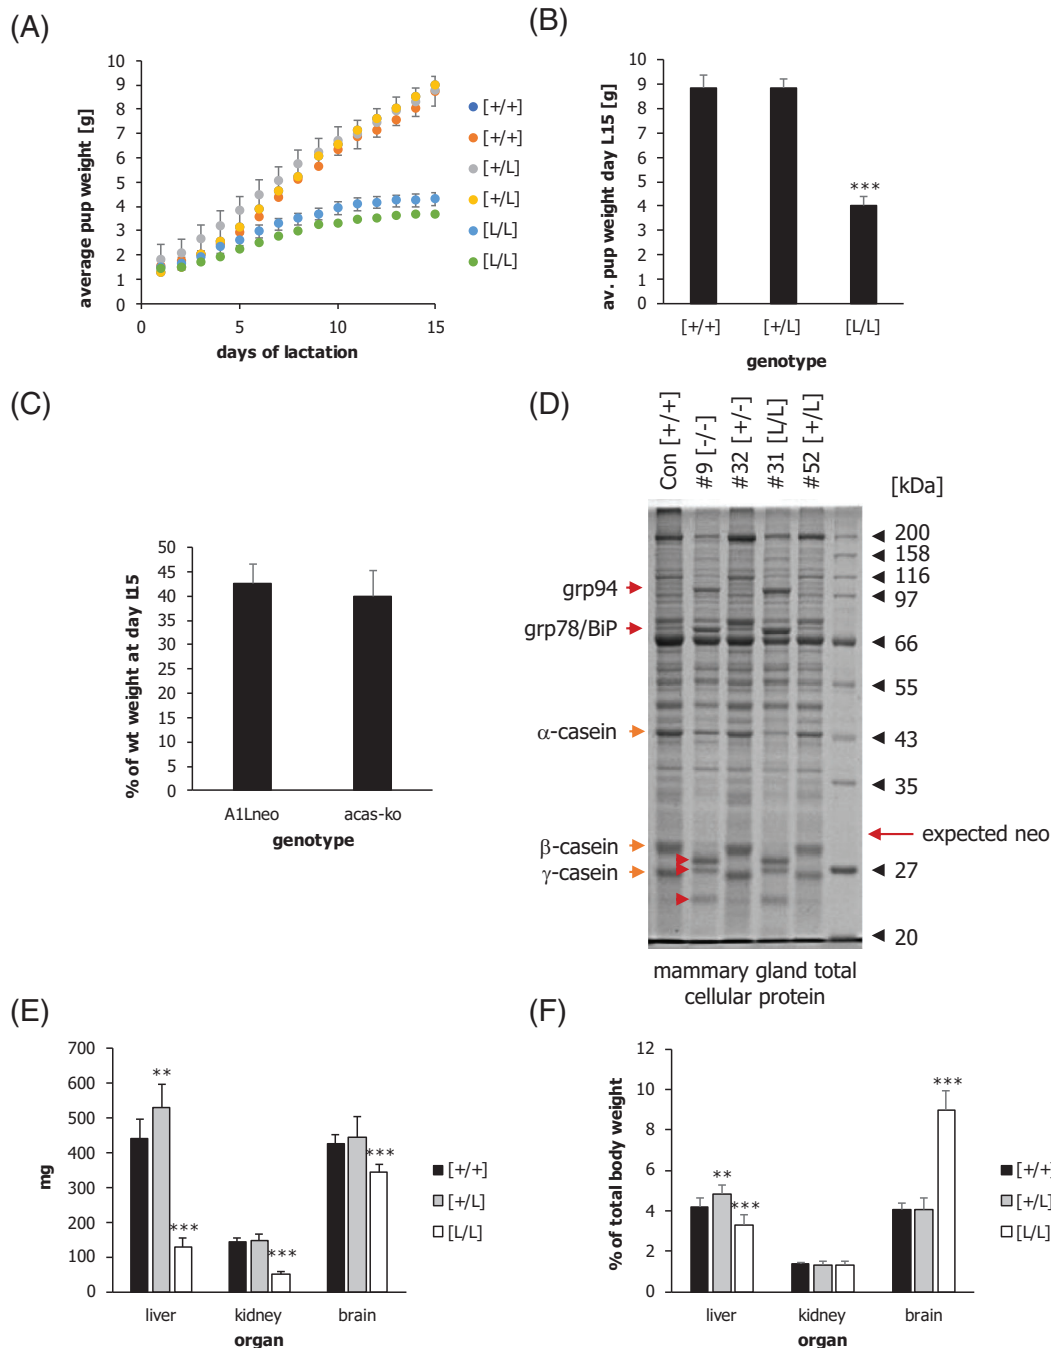 (A)
10
9
8
7
6
5
4
3
2
1
0
average pup weight [g]
0
5
10
15
days of lactation
[+/+]
[+/+]
[+/L]
[+/L]
[L/L]
[L/L]
(B)
10
9
8
7
6
5
4
3
2
1
0
av. pup weight day L15 [g]
***
[+/+]
[+/L]
[L/L]
genotype
(C)
50
45
40
35
30
25
20
15
10
5
0
% of wt weight at day l15
A1Lneo
acas-ko
genotype
(D)
Con [+/+]
#9 [-/-]
#32 [+/-]
#31 [L/L]
#52 [+/L]
[kDa]
200
158
116
97
66
55
43
35
27
20
grp94
grp78/BiP
α-casein
β-casein
γ-casein
expected neo
mammary gland total
cellular protein
(E)
700
600
500
400
300
200
100
0
mg
**
***
***
***
liver
kidney
brain
organ
[+/+]
[+/L]
[L/L]
(F)
12
10
8
6
4
2
0
% of total body weight
**
***
***
liver
kidney
brain
organ
[+/+]
[+/L]
[L/L]